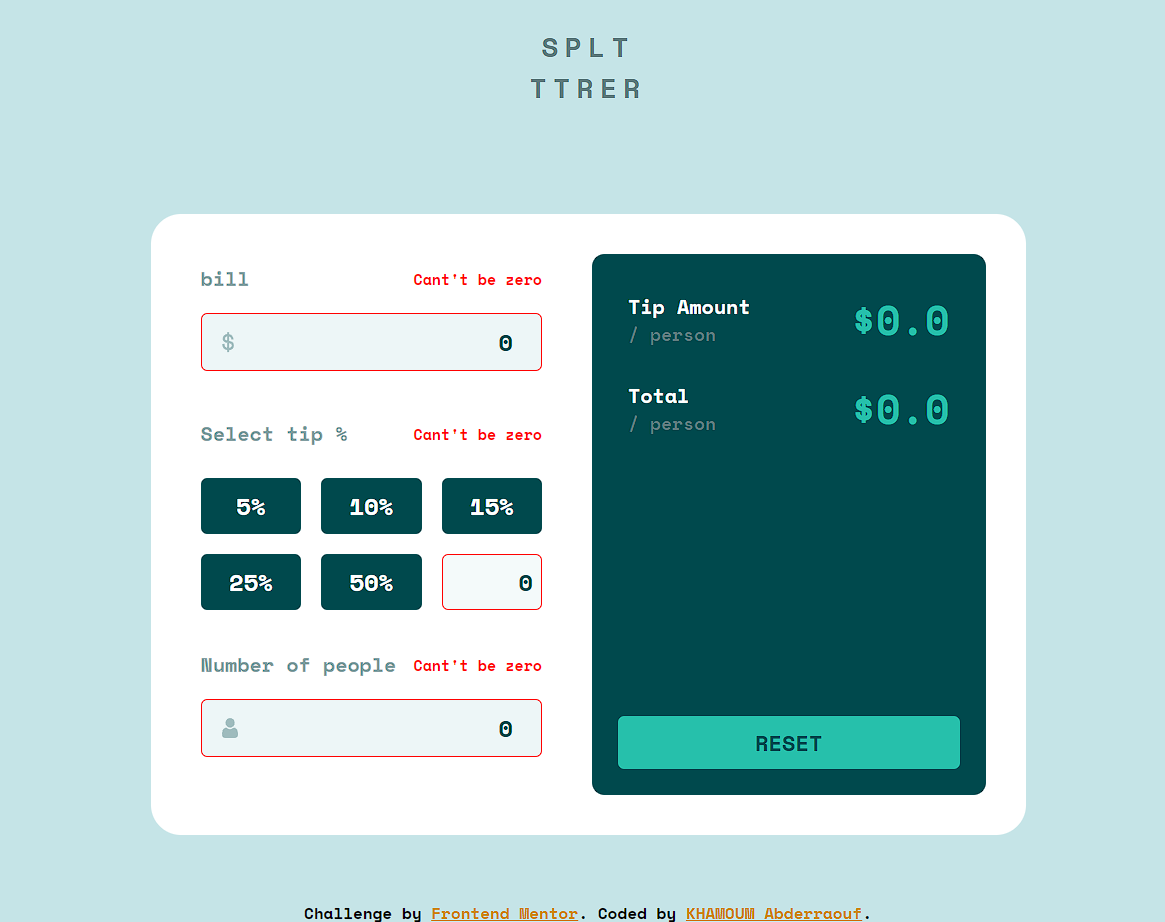 SPLT
TTRER
bill
Cant't be zero
$
0
Select tip %
Cant't be zero
5%
10%
15%
25%
50%
0
Number of people
Cant't be zero
0
Tip Amount
/ person
$0.0
Total
/ person
$0.0
RESET
Challenge by Frontend Mentor. Coded by KHAMOUM Abderraouf.